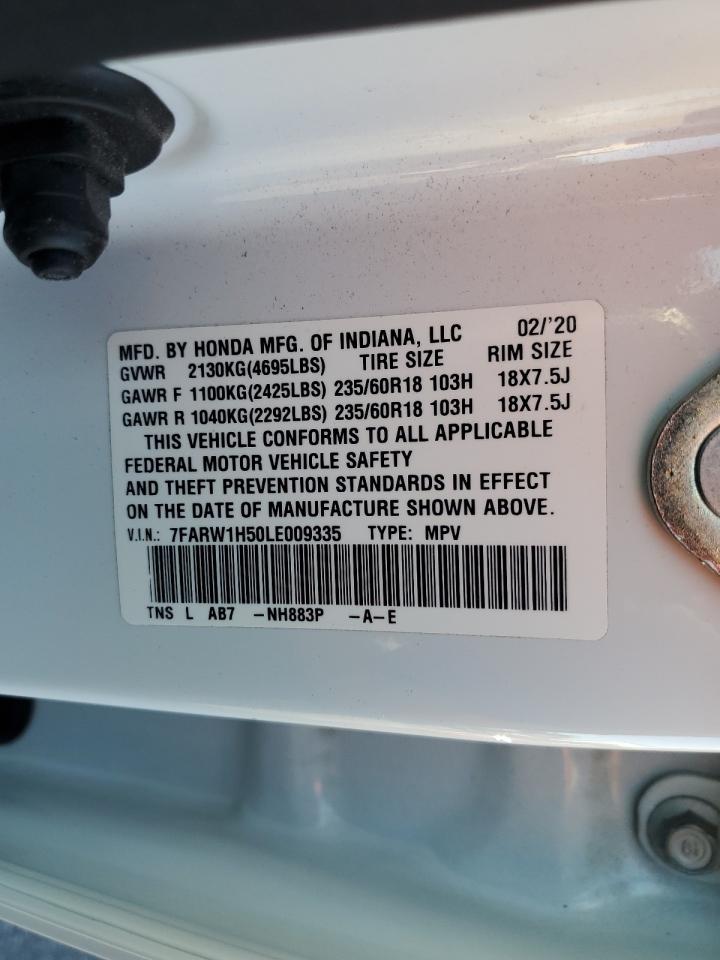 MFD. BY HONDA MFG. OF INDIANA, LLC 02/'20
GVWR 2130KG(4695LBS) TIRE SIZE RIM SIZE
GAWR F 1100KG(2425LBS) 235/60R18 103H 18X7.5J
GAWR R 1040KG(2292LBS) 235/60R18 103H 18X7.5J
THIS VEHICLE CONFORMS TO ALL APPLICABLE
FEDERAL MOTOR VEHICLE SAFETY
AND THEFT PREVENTION STANDARDS IN EFFECT
ON THE DATE OF MANUFACTURE SHOWN ABOVE.
V.I.N.: 7FARW1H50LE009335 TYPE: MPV
TNS L AB7 -NH883P -A-E